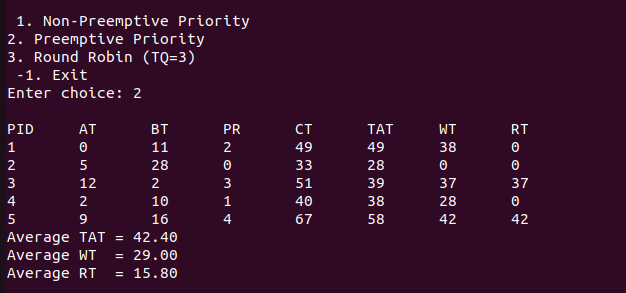 1. Non-Preemptive Priority
2. Preemptive Priority
3. Round Robin (TQ=3)
-1. Exit
Enter choice: 2
PID AT BT PR CT TAT WT RT
1 0 11 2 49 49 38 0
2 5 28 0 33 28 0 0
3 12 2 3 51 39 37 37
4 2 10 1 40 38 28 0
5 9 16 4 67 58 42 42
Average TAT = 42.40
Average WT  = 29.00
Average RT  = 15.80